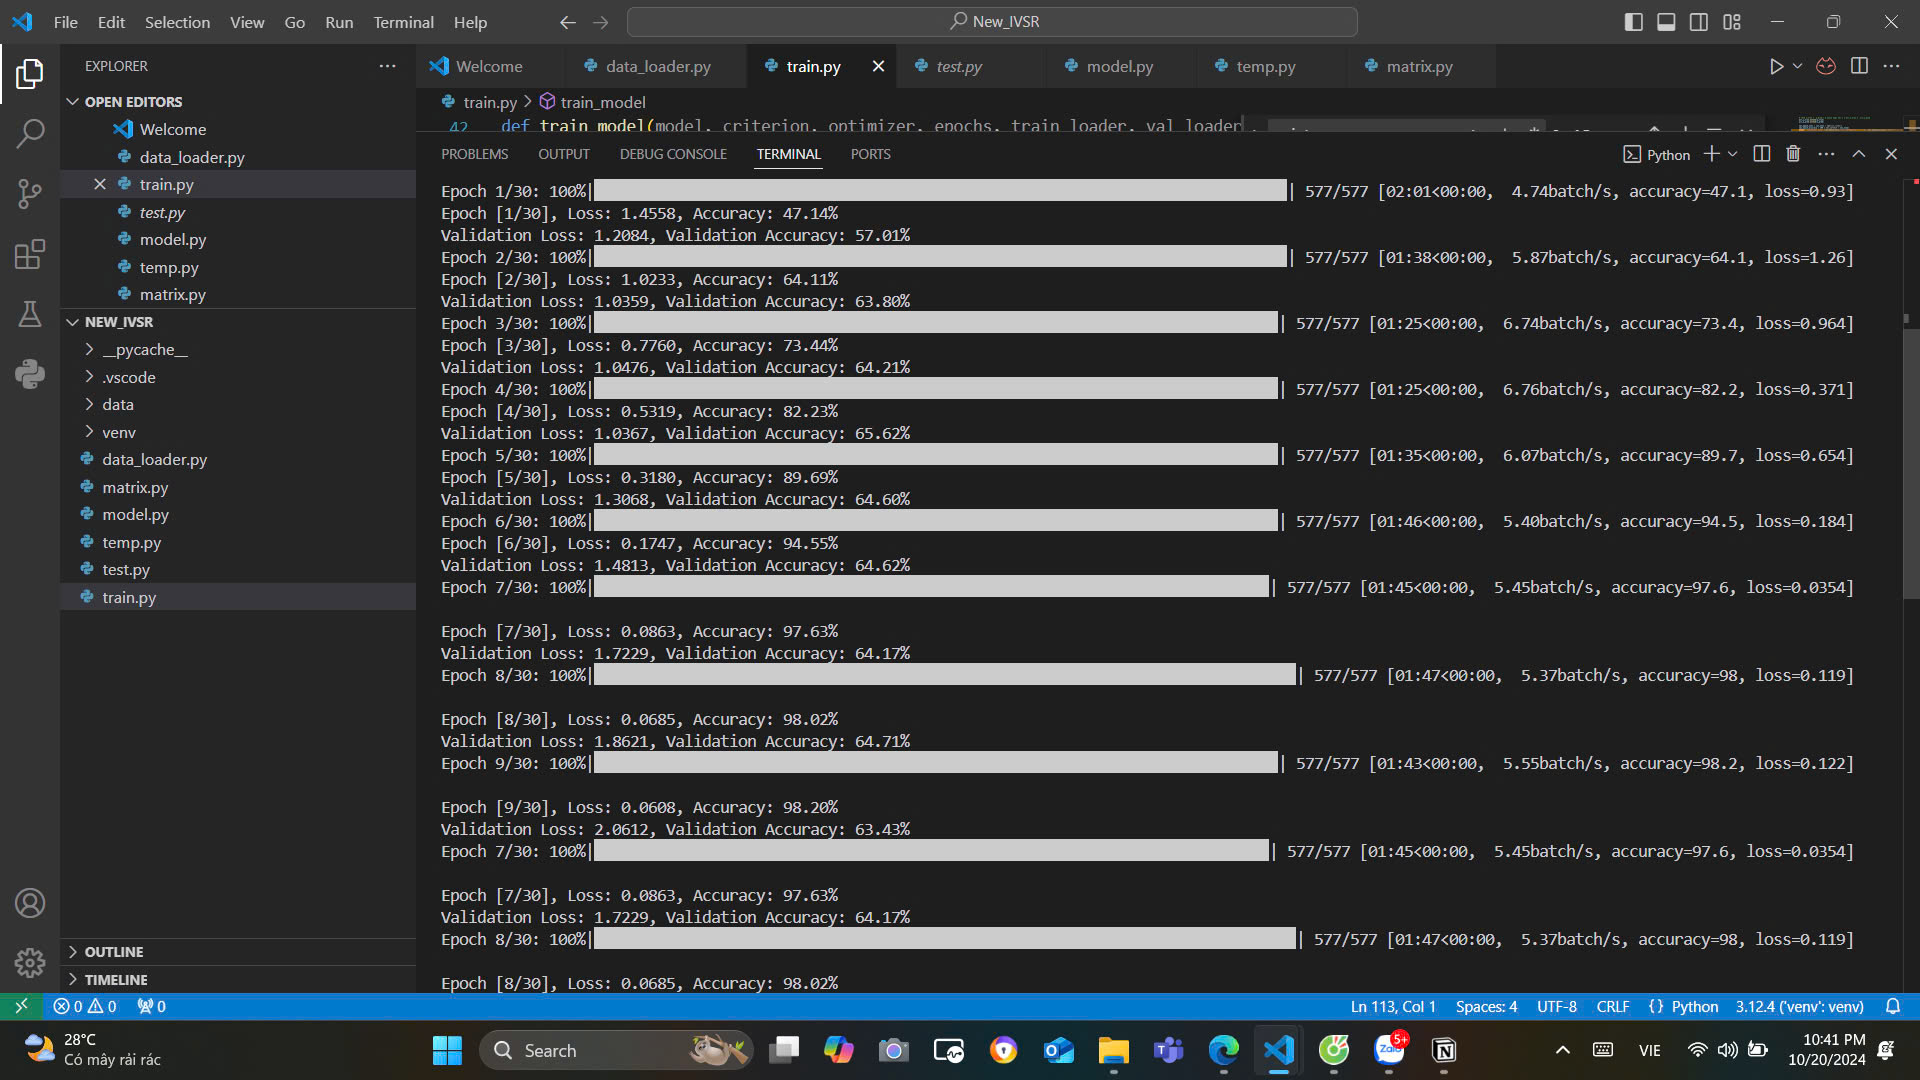 File Edit Selection View Go Run Terminal Help
New_IVSR
EXPLORER
OPEN EDITORS
Welcome
data_loader.py
train.py
test.py
model.py
temp.py
matrix.py
NEW_IVSR
__pycache__
.vscode
data
venv
data_loader.py
matrix.py
model.py
temp.py
test.py
train.py
OUTLINE
TIMELINE
Welcome data_loader.py train.py test.py model.py temp.py matrix.py
train.py > train_model
42 def train_model(model, criterion, optimizer, epochs, train_loader, val_loader
PROBLEMS OUTPUT DEBUG CONSOLE TERMINAL PORTS
Python
Epoch 1/30: 100%| | 577/577 [02:01<00:00, 4.74batch/s, accuracy=47.1, loss=0.93]
Epoch [1/30], Loss: 1.4558, Accuracy: 47.14%
Validation Loss: 1.2084, Validation Accuracy: 57.01%
Epoch 2/30: 100%| | 577/577 [01:38<00:00, 5.87batch/s, accuracy=64.1, loss=1.26]
Epoch [2/30], Loss: 1.0233, Accuracy: 64.11%
Validation Loss: 1.0359, Validation Accuracy: 63.80%
Epoch 3/30: 100%| | 577/577 [01:25<00:00, 6.74batch/s, accuracy=73.4, loss=0.964]
Epoch [3/30], Loss: 0.7760, Accuracy: 73.44%
Validation Loss: 1.0476, Validation Accuracy: 64.21%
Epoch 4/30: 100%| | 577/577 [01:25<00:00, 6.76batch/s, accuracy=82.2, loss=0.371]
Epoch [4/30], Loss: 0.5319, Accuracy: 82.23%
Validation Loss: 1.0367, Validation Accuracy: 65.62%
Epoch 5/30: 100%| | 577/577 [01:35<00:00, 6.07batch/s, accuracy=89.7, loss=0.654]
Epoch [5/30], Loss: 0.3180, Accuracy: 89.69%
Validation Loss: 1.3068, Validation Accuracy: 64.60%
Epoch 6/30: 100%| | 577/577 [01:46<00:00, 5.40batch/s, accuracy=94.5, loss=0.184]
Epoch [6/30], Loss: 0.1747, Accuracy: 94.55%
Validation Loss: 1.4813, Validation Accuracy: 64.62%
Epoch 7/30: 100%| | 577/577 [01:45<00:00, 5.45batch/s, accuracy=97.6, loss=0.0354]
Epoch [7/30], Loss: 0.0863, Accuracy: 97.63%
Validation Loss: 1.7229, Validation Accuracy: 64.17%
Epoch 8/30: 100%| | 577/577 [01:47<00:00, 5.37batch/s, accuracy=98, loss=0.119]
Epoch [8/30], Loss: 0.0685, Accuracy: 98.02%
Validation Loss: 1.8621, Validation Accuracy: 64.71%
Epoch 9/30: 100%| | 577/577 [01:43<00:00, 5.55batch/s, accuracy=98.2, loss=0.122]
Epoch [9/30], Loss: 0.0608, Accuracy: 98.20%
Validation Loss: 2.0612, Validation Accuracy: 63.43%
Epoch 7/30: 100%| | 577/577 [01:45<00:00, 5.45batch/s, accuracy=97.6, loss=0.0354]
Epoch [7/30], Loss: 0.0863, Accuracy: 97.63%
Validation Loss: 1.7229, Validation Accuracy: 64.17%
Epoch 8/30: 100%| | 577/577 [01:47<00:00, 5.37batch/s, accuracy=98, loss=0.119]
Epoch [8/30], Loss: 0.0685, Accuracy: 98.02%
0 0 0 Ln 113, Col 1 Spaces: 4 UTF-8 CRLF { } Python 3.12.4 ('venv': venv)
28°C
Có mây rải rác
Search
Zalo
5+
VIE
10:41 PM
10/20/2024